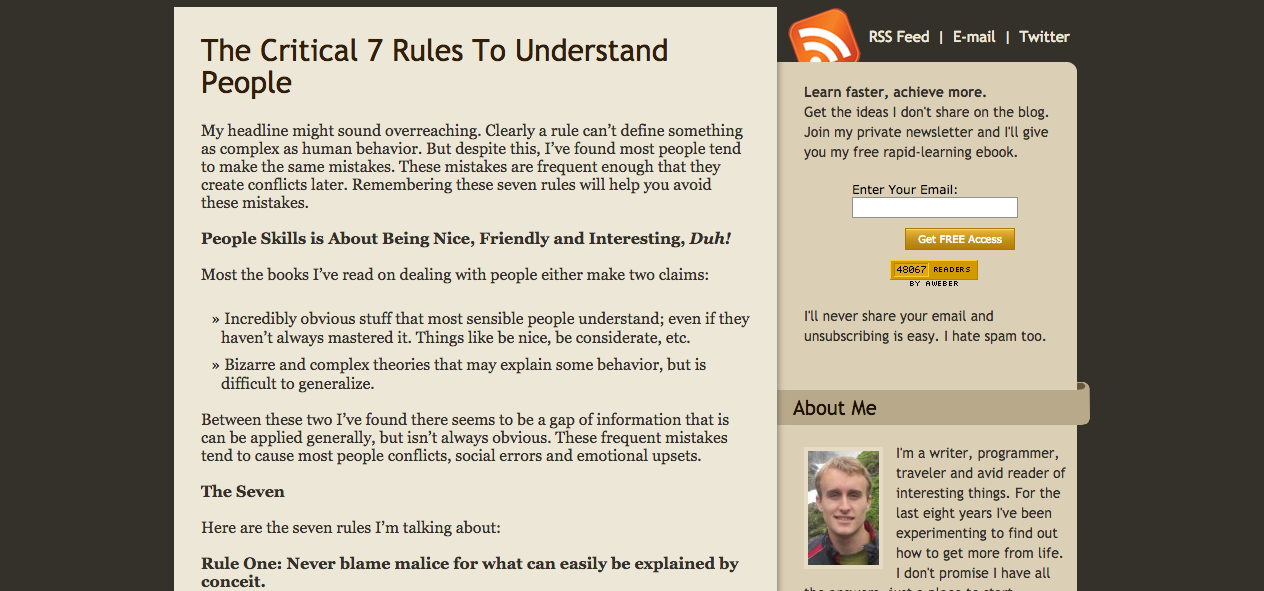 The Critical 7 Rules To Understand
People
My headline might sound overreaching. Clearly a rule can’t define something
as complex as human behavior. But despite this, I’ve found most people tend
to make the same mistakes. These mistakes are frequent enough that they
create conflicts later. Remembering these seven rules will help you avoid
these mistakes.
People Skills is About Being Nice, Friendly and Interesting, Duh!
Most the books I’ve read on dealing with people either make two claims:
» Incredibly obvious stuff that most sensible people understand; even if they
haven’t always mastered it. Things like be nice, be considerate, etc.
» Bizarre and complex theories that may explain some behavior, but is
difficult to generalize.
Between these two I’ve found there seems to be a gap of information that is
can be applied generally, but isn’t always obvious. These frequent mistakes
tend to cause most people conflicts, social errors and emotional upsets.
The Seven
Here are the seven rules I’m talking about:
Rule One: Never blame malice for what can easily be explained by
conceit.
RSS Feed | E-mail | Twitter
Learn faster, achieve more.
Get the ideas I don't share on the blog.
Join my private newsletter and I'll give
you my free rapid-learning ebook.
Enter Your Email:
Get FREE Access
48067 READERS
BY AWEBER
I'll never share your email and
unsubscribing is easy. I hate spam too.
About Me
I'm a writer, programmer,
traveler and avid reader of
interesting things. For the
last eight years I've been
experimenting to find out
how to get more from life.
I don't promise I have all